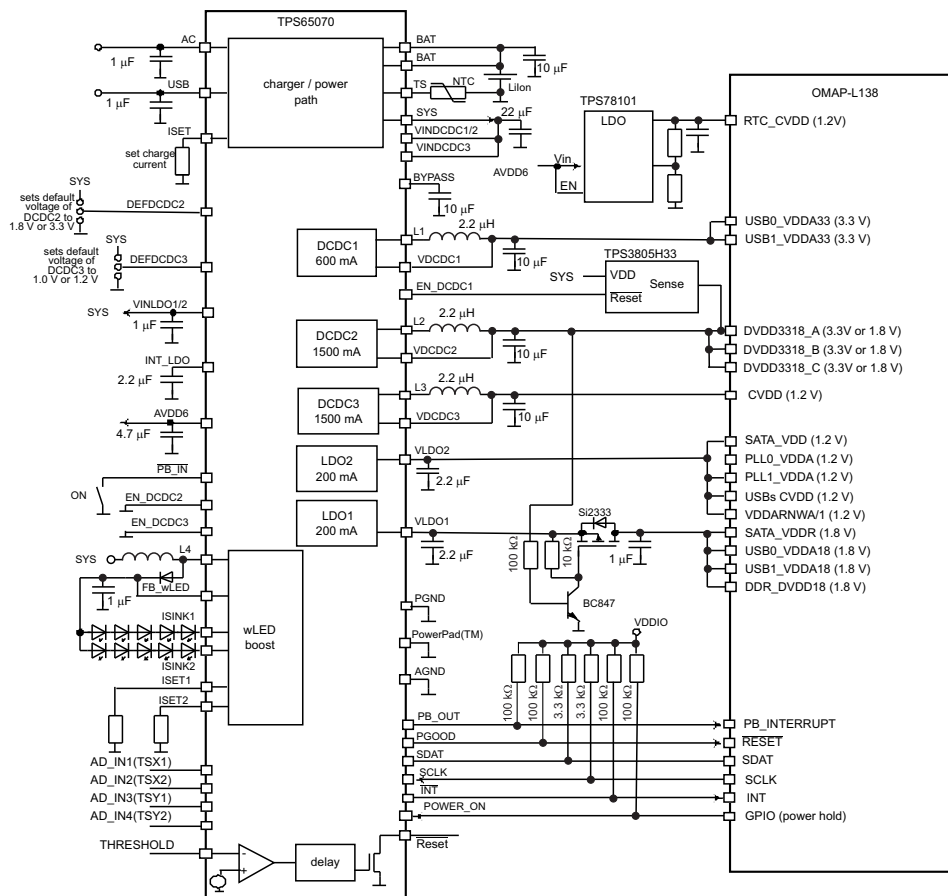 TPS65070
AC
1 μF
USB
1 μF
ISET
set charge
current
charger / power
path
BAT
BAT
10 μF
LiIon
TS
NTC
SYS
22 μF
VINDCDC1/2
VINDCDC3
BYPASS
10 μF
SYS
sets default
voltage of
DCDC2 to
1.8 V or 3.3 V
DEFDCDC2
SYS
sets default
voltage of
DCDC3 to
1.0 V or 1.2 V
DEFDCDC3
SYS
VINLDO1/2
1 μF
INT_LDO
2.2 μF
AVDD6
4.7 μF
PB_IN
ON
EN_DCDC2
EN_DCDC3
SYS
L4
FB_wLED
1 μF
ISINK1
ISINK2
ISET1
ISET2
wLED
boost
AD_IN1(TSX1)
AD_IN2(TSX2)
AD_IN3(TSY1)
AD_IN4(TSY2)
THRESHOLD
-
+
delay
Reset
DCDC1
600 mA
L1
2.2 μH
VDCDC1
10 μF
EN_DCDC1
DCDC2
1500 mA
L2
2.2 μH
VDCDC2
10 μF
DCDC3
1500 mA
L3
2.2 μH
VDCDC3
10 μF
LDO2
200 mA
VLDO2
2.2 μF
LDO1
200 mA
VLDO1
2.2 μF
100 kΩ
10 kΩ
Si2333
1 μF
BC847
PGND
PowerPad(TM)
AGND
VDDIO
100 kΩ
100 kΩ
3.3 kΩ
3.3 kΩ
100 kΩ
100 kΩ
PB_OUT
PGOOD
SDAT
SCLK
INT
POWER_ON
TPS78101
LDO
Vin
AVDD6
EN
TPS3805H33
SYS
VDD
Sense
Reset
OMAP-L138
RTC_CVDD (1.2V)
USB0_VDDA33 (3.3 V)
USB1_VDDA33 (3.3 V)
DVDD3318_A (3.3V or 1.8 V)
DVDD3318_B (3.3V or 1.8 V)
DVDD3318_C (3.3V or 1.8 V)
CVDD (1.2 V)
SATA_VDD (1.2 V)
PLL0_VDDA (1.2 V)
PLL1_VDDA (1.2 V)
USBs CVDD (1.2 V)
VDDARNWA/1 (1.2 V)
SATA_VDDR (1.8 V)
USB0_VDDA18 (1.8 V)
USB1_VDDA18 (1.8 V)
DDR_DVDD18 (1.8 V)
PB_INTERRUPT
RESET
SDAT
SCLK
INT
GPIO (power hold)